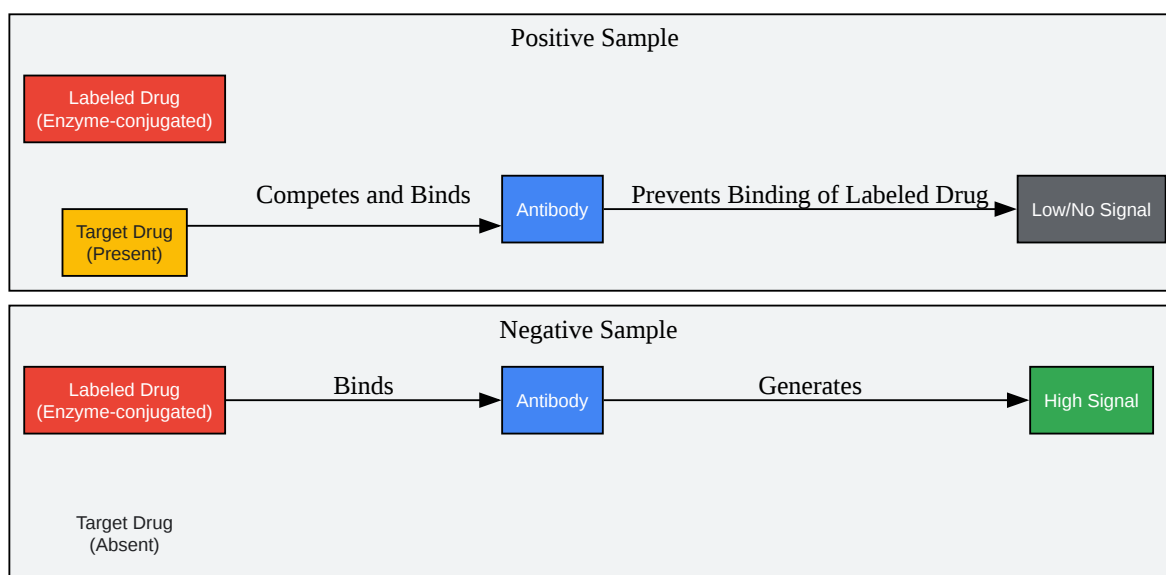 Positive Sample
Labeled Drug
(Enzyme-conjugated)
Competes and Binds
Prevents Binding of Labeled Drug
Antibody
Low/No Signal
Target Drug
(Present)
Negative Sample
Labeled Drug
(Enzyme-conjugated)
Binds
Antibody
Generates
High Signal
Target Drug
(Absent)